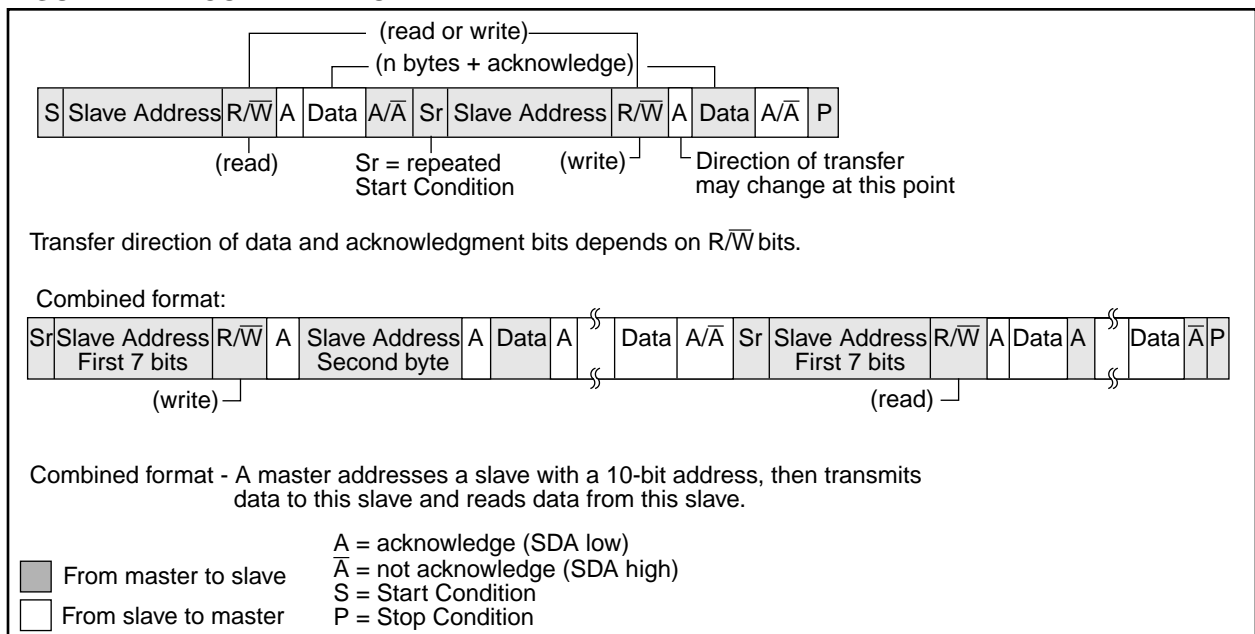 (read or write)
(n bytes + acknowledge)
S Slave Address R/W̅ A Data A/A̅ Sr Slave Address R/W̅ A Data A/A̅ P
(read) Sr = repeated Start Condition (write) Direction of transfer may change at this point
Transfer direction of data and acknowledgment bits depends on R/W̅ bits.
Combined format:
Sr Slave Address First 7 bits R/W̅ A Slave Address Second byte A Data A Data A/A̅ Sr Slave Address First 7 bits R/W̅ A Data A Data A̅ P
(write) (read)
Combined format - A master addresses a slave with a 10-bit address, then transmits
data to this slave and reads data from this slave.
A = acknowledge (SDA low)
A̅ = not acknowledge (SDA high)
S = Start Condition
P = Stop Condition
From master to slave
From slave to master